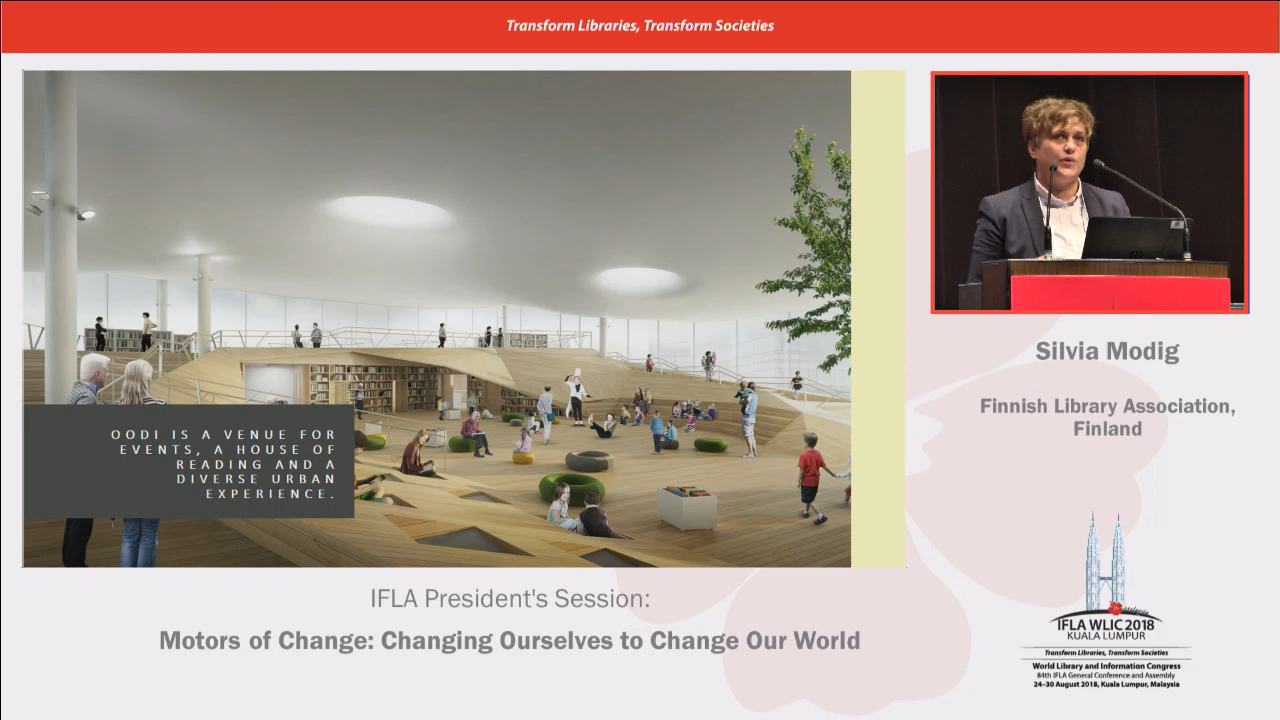 Transform Libraries, Transform Societies
OODI IS A VENUE FOR
EVENTS, A HOUSE OF
READING AND A
DIVERSE URBAN
EXPERIENCE.
Silvia Modig
Finnish Library Association,
Finland
IFLA President's Session:
Motors of Change: Changing Ourselves to Change Our World
Malaysia
IFLA WLIC 2018
KUALA LUMPUR
Transform Libraries, Transform Societies
World Library and Information Congress
84th IFLA General Conference and Assembly
24–30 August 2018, Kuala Lumpur, Malaysia